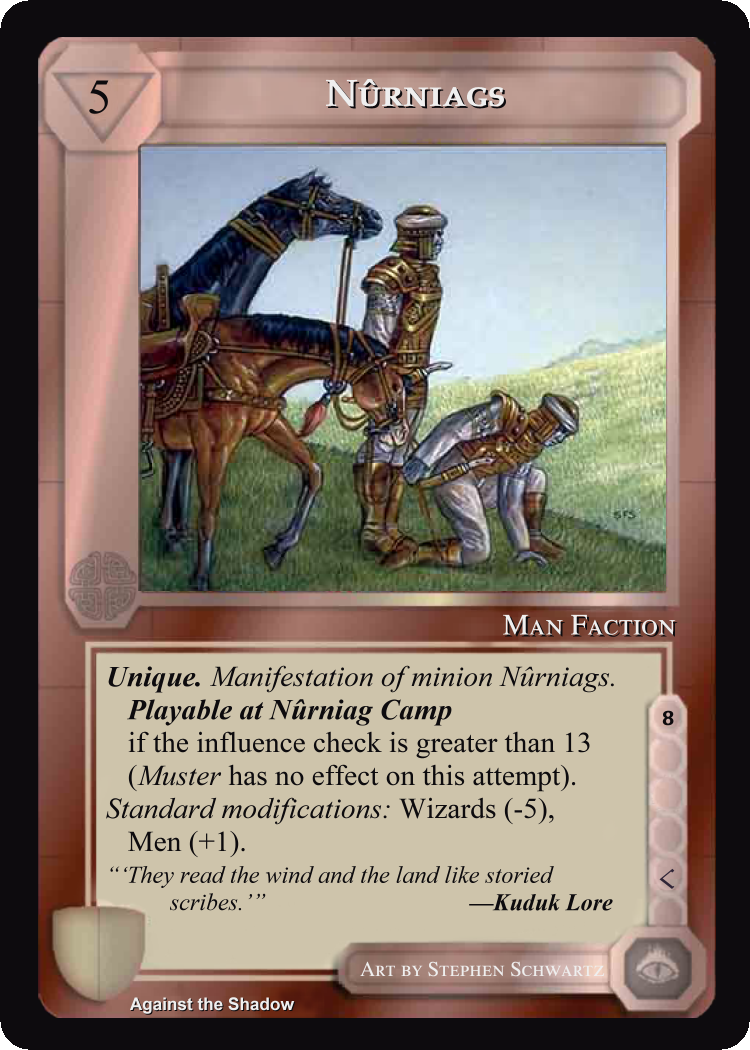 5
NÛRNIAGS
SFS
MAN FACTION
Unique. Manifestation of minion Nûrniags.
Playable at Nûrniag Camp
if the influence check is greater than 13
(Muster has no effect on this attempt).
Standard modifications: Wizards (-5),
Men (+1).
“‘They read the wind and the land like storied
scribes.’” —Kuduk Lore
8
<
ART BY STEPHEN SCHWARTZ
Against the Shadow